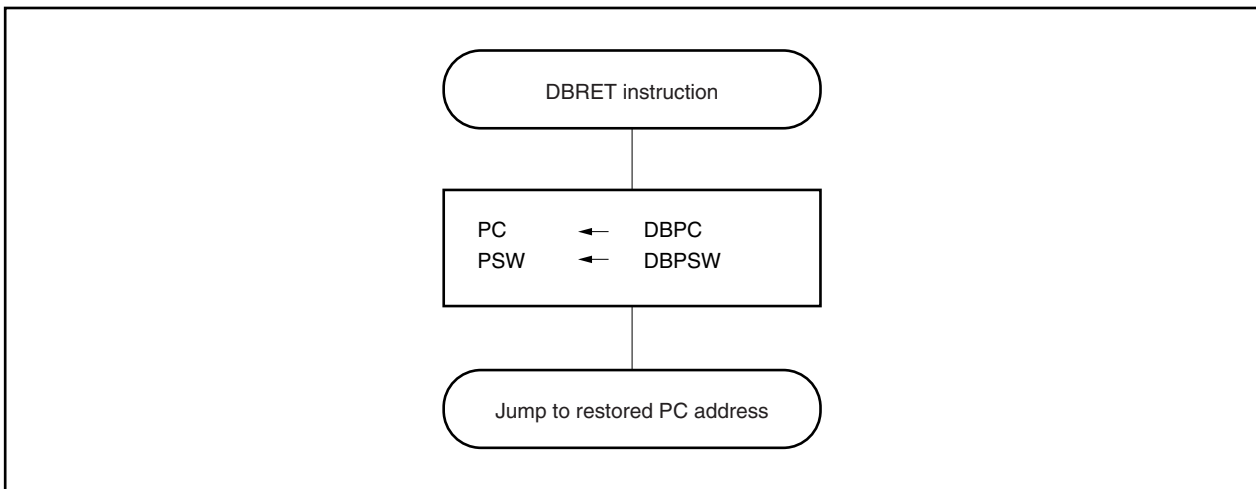 DBRET instruction
PC ← DBPC
PSW ← DBPSW
Jump to restored PC address